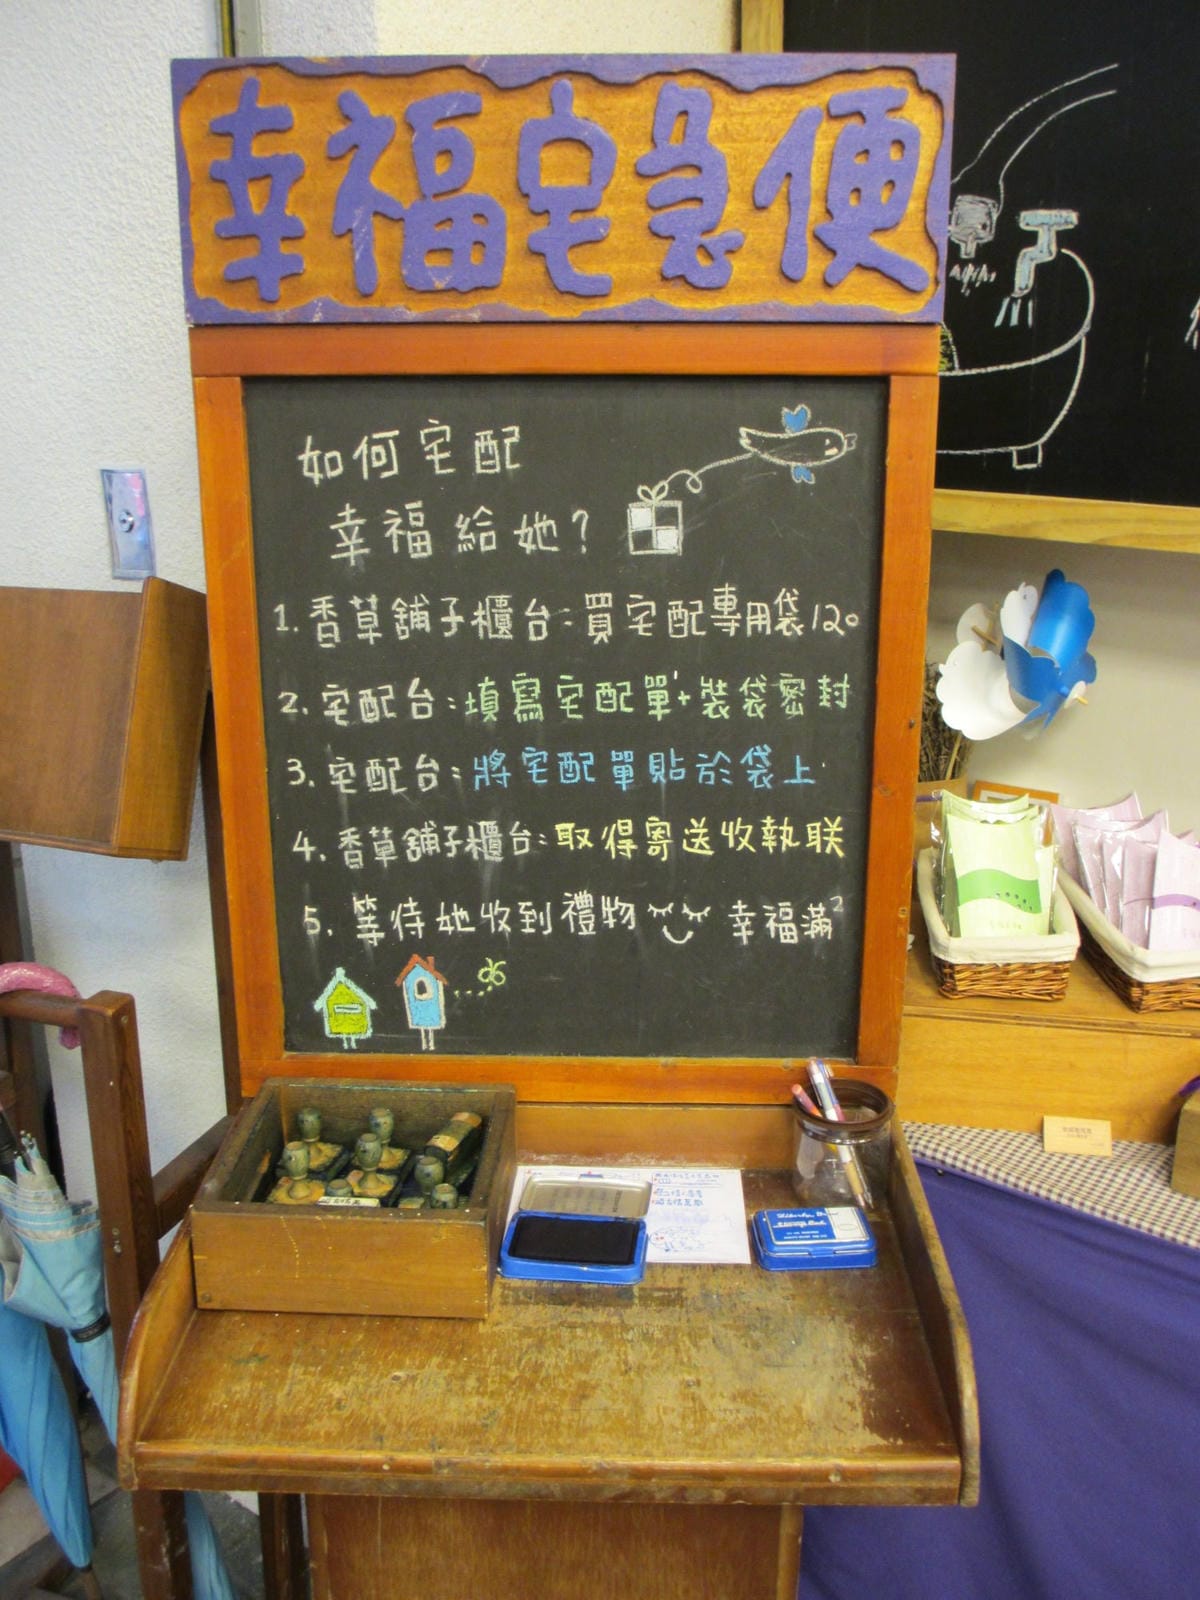 幸福宅急便
如何宅配
幸福給她?
1. 香草舖子櫃台:買宅配專用袋120
2. 宅配台:填寫宅配單+裝袋密封
3. 宅配台:將宅配單貼於袋上
4. 香草舖子櫃台:取得寄送收執联
5. 等待她收到禮物 幸福滿2